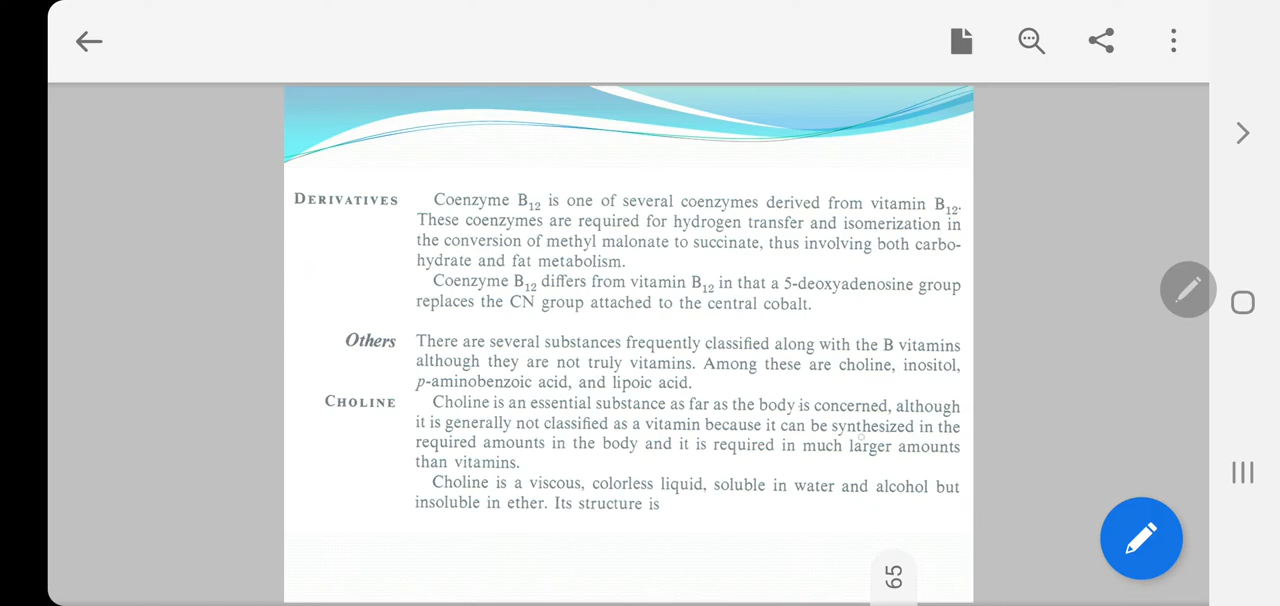 DERIVATIVES Coenzyme B12 is one of several coenzymes derived from vitamin B12.
These coenzymes are required for hydrogen transfer and isomerization in
the conversion of methyl malonate to succinate, thus involving both carbo-
hydrate and fat metabolism.
Coenzyme B12 differs from vitamin B12 in that a 5-deoxyadenosine group
replaces the CN group attached to the central cobalt.
Others There are several substances frequently classified along with the B vitamins
although they are not truly vitamins. Among these are choline, inositol,
p-aminobenzoic acid, and lipoic acid.
CHOLINE Choline is an essential substance as far as the body is concerned, although
it is generally not classified as a vitamin because it can be synthesized in the
required amounts in the body and it is required in much larger amounts
than vitamins.
Choline is a viscous, colorless liquid, soluble in water and alcohol but
insoluble in ether. Its structure is
65